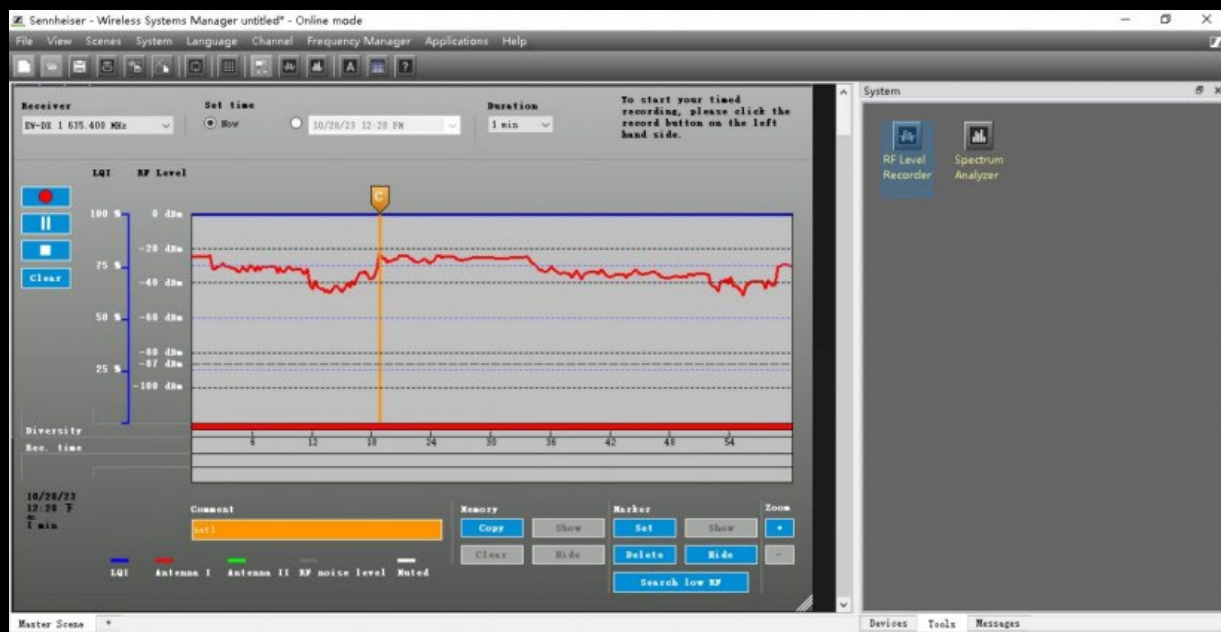 Sennheiser - Wireless Systems Manager untitled* - Online mode
File View Scenes System Language Channel Frequency Manager Applications Help
A ?
System
Receiver
Set time
Duration
To start your timed
recording, please click the
record button on the left
hand side.
EW-DX 1 635.400 MHz
Now
10/28/23 12:28 PM
1 min
RF Level
Recorder
Spectrum
Analyzer
LQI RF Level
C
100 % 0 dBm
-20 dBm
75 %
-40 dBm
Clear
50 % -60 dBm
-80 dBm
-87 dBm
25 %
-100 dBm
Diversity
Rec. time
6 12 18 24 30 36 42 48 54
10/28/23
12:28 下
1 min
Comment
Memory
Marker
Zoom
Copy Show Set Show +
Clear Hide Delete Hide -
Search low RF
LQI Antenna I Antenna II RF noise level Muted
Master Scene +
Devices Tools Messages